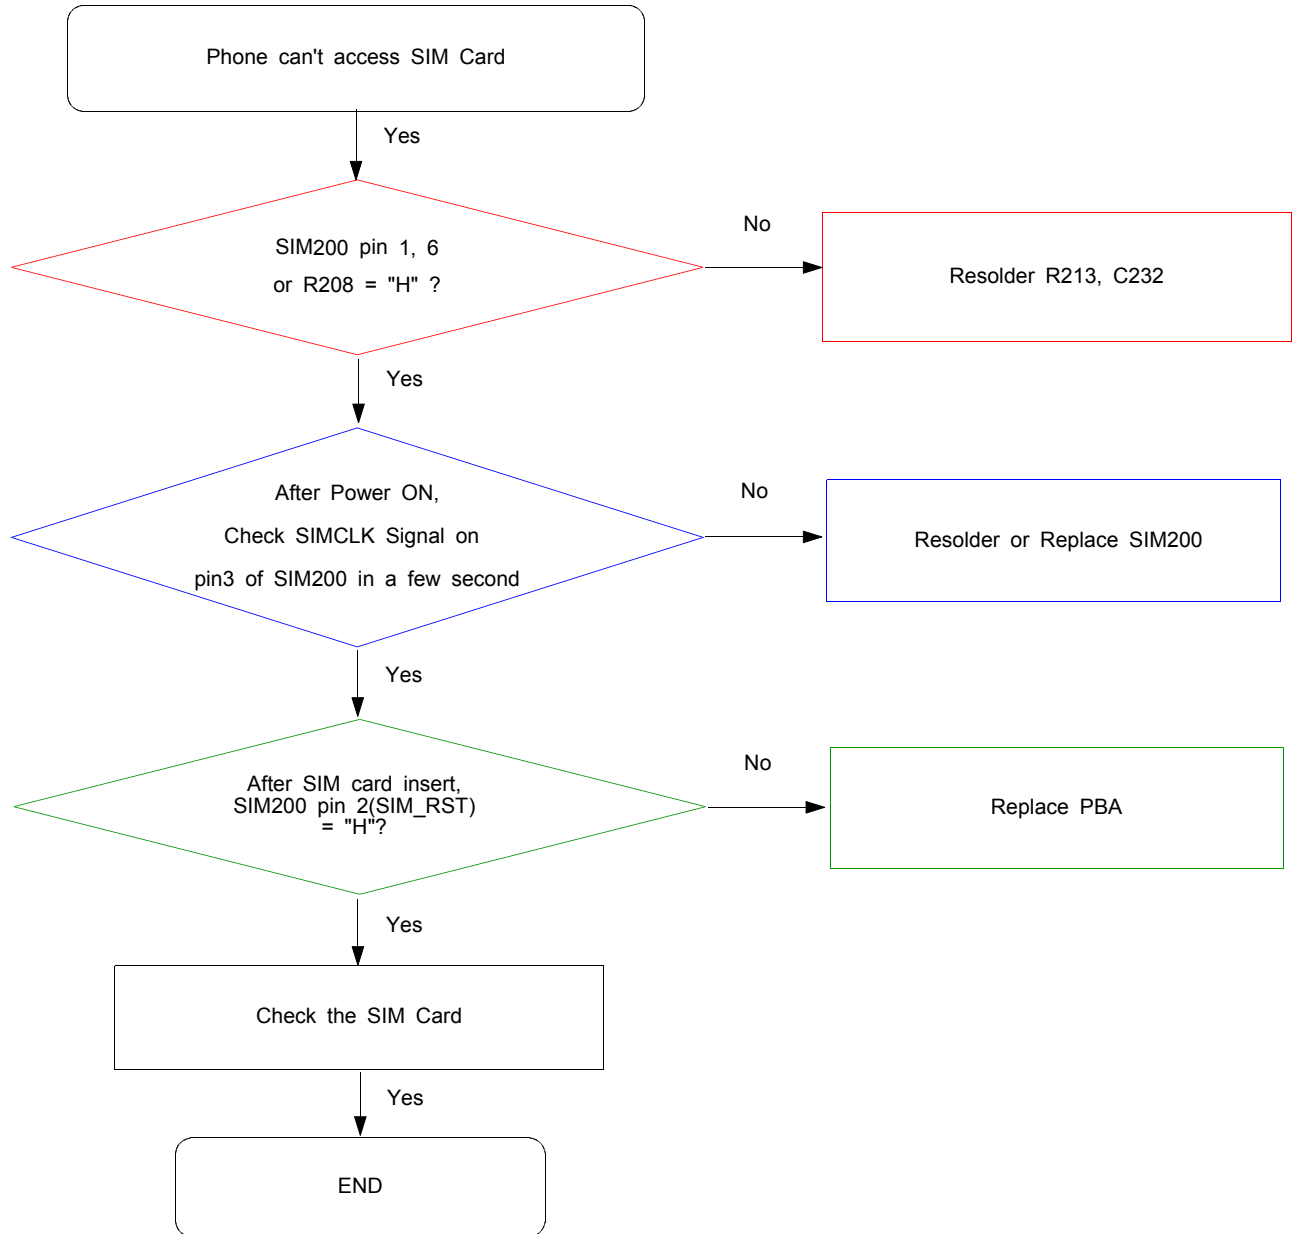 Phone can't access SIM Card
Yes
SIM200 pin 1, 6
or R208 = "H" ?
No
Resolder R213, C232
Yes
After Power ON,
Check SIMCLK Signal on
pin3 of SIM200 in a few second
No
Resolder or Replace SIM200
Yes
After SIM card insert,
SIM200 pin 2(SIM_RST)
= "H"?
No
Replace PBA
Yes
Check the SIM Card
Yes
END